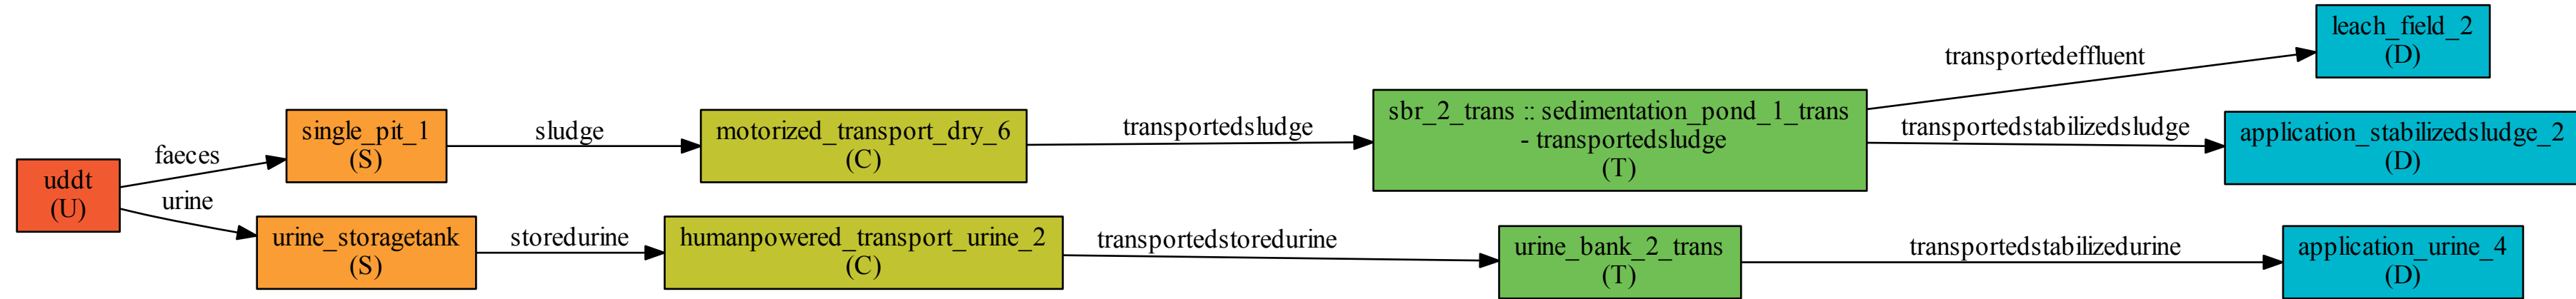 uddt
(U)
faeces
urine
single_pit_1
(S)
urine_storagetank
(S)
sludge
storedurine
motorized_transport_dry_6
(C)
humanpowered_transport_urine_2
(C)
transportedsludge
transportedstoredurine
sbr_2_trans :: sedimentation_pond_1_trans
- transportedsludge
(T)
urine_bank_2_trans
(T)
transportedeffluent
transportedstabilizedsludge
transportedstabilizedurine
leach_field_2
(D)
application_stabilizedsludge_2
(D)
application_urine_4
(D)